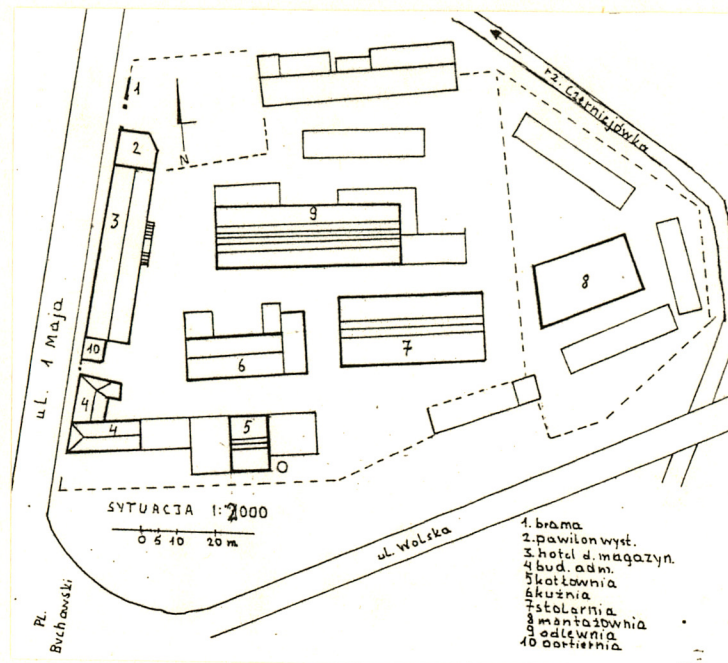 rz. Czerniejówka
1
2
N
3
9
8
10
6
7
4
4
5
ul. 1 Maja
SYTUACJA 1:2000
0 5 10 20 m
ul. Wolska
PL.
Bychawski
1. brama
2. pawilon wyst.
3. hotel d. magazyn.
4 bud. adm.
5 kotłownia
6 kuźnia
7 stolarnia
8 montażownia
9 odlewnia
10 portiernia